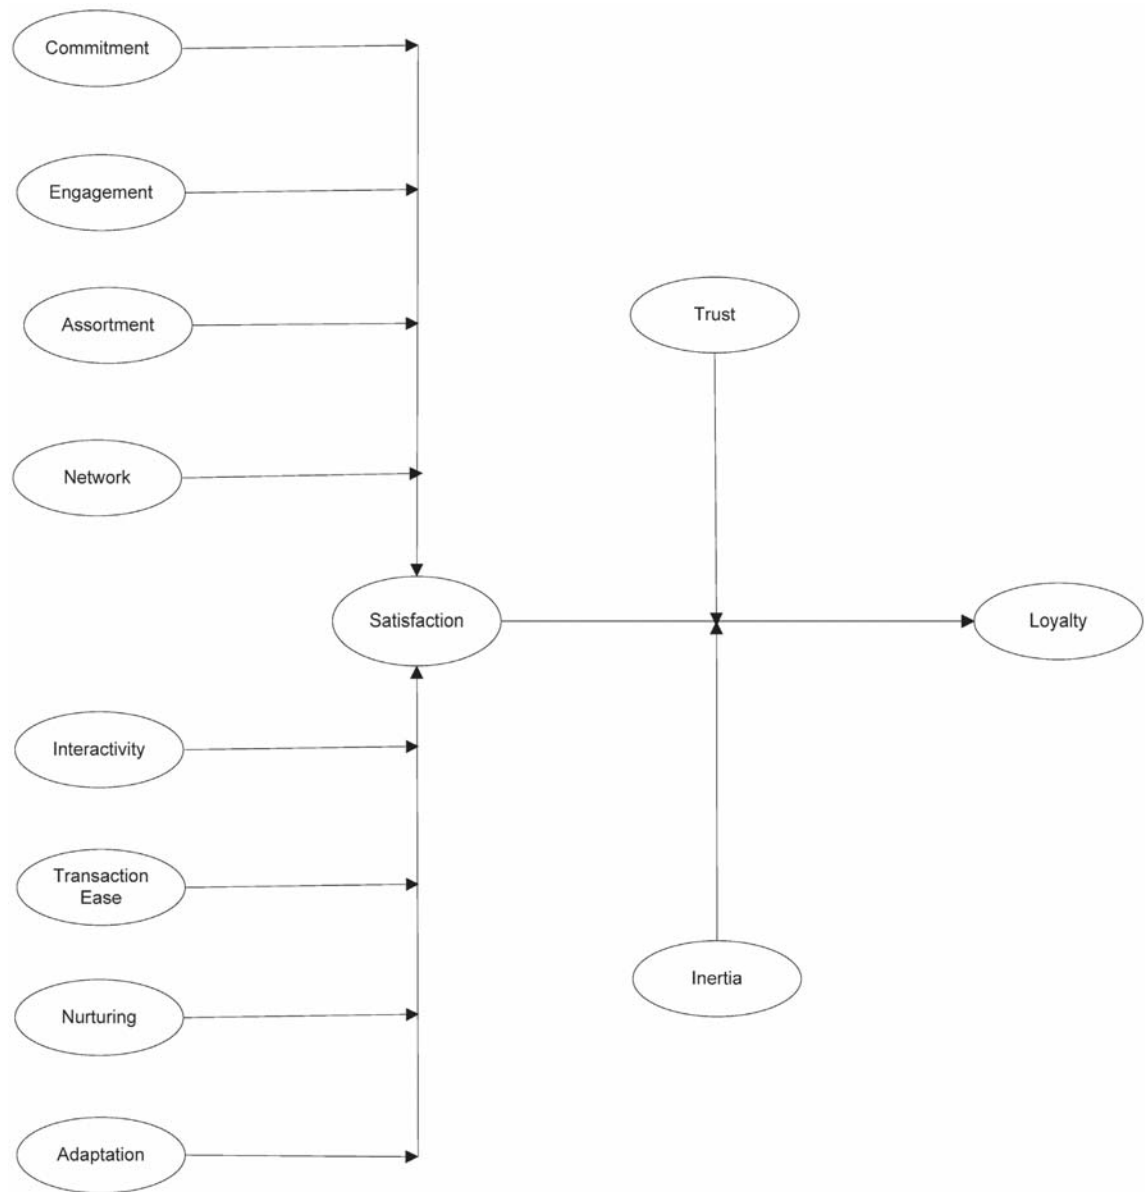 Commitment
Engagement
Assortment
Trust
Network
Satisfaction
Loyalty
Interactivity
Transaction
Ease
Inertia
Nurturing
Adaptation